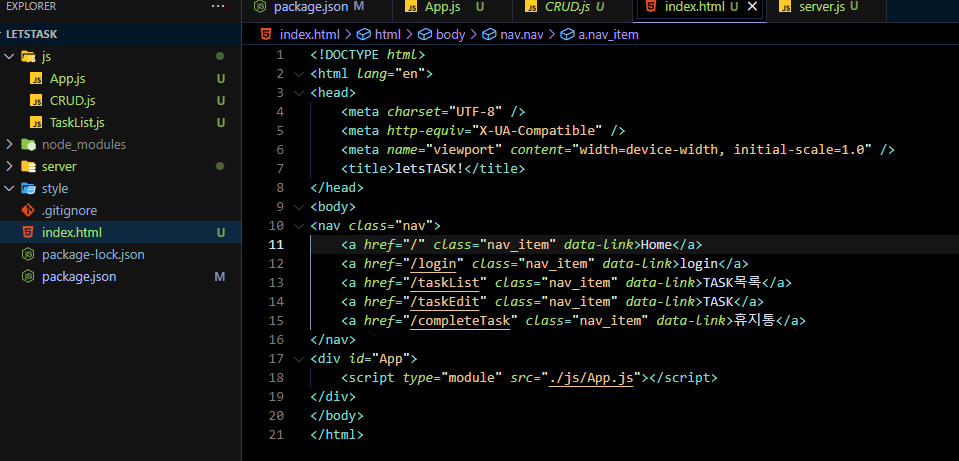 EXPLORER ···
package.json M
App.js U
CRUD.js U
index.html U
server.js U
LETSTASK
js
App.js U
CRUD.js U
TaskList.js U
node_modules
server
style
.gitignore
index.html U
package-lock.json
package.json M
index.html > html > body > nav.nav > a.nav_item
1 <!DOCTYPE html>
2 <html lang="en">
3 <head>
4 <meta charset="UTF-8" />
5 <meta http-equiv="X-UA-Compatible" />
6 <meta name="viewport" content="width=device-width, initial-scale=1.0" />
7 <title>letsTASK!</title>
8 </head>
9 <body>
10 <nav class="nav">
11 <a href="/" class="nav_item" data-link>Home</a>
12 <a href="/login" class="nav_item" data-link>login</a>
13 <a href="/taskList" class="nav_item" data-link>TASK목록</a>
14 <a href="/taskEdit" class="nav_item" data-link>TASK</a>
15 <a href="/completeTask" class="nav_item" data-link>휴지통</a>
16 </nav>
17 <div id="App">
18 <script type="module" src="./js/App.js"></script>
19 </div>
20 </body>
21 </html>